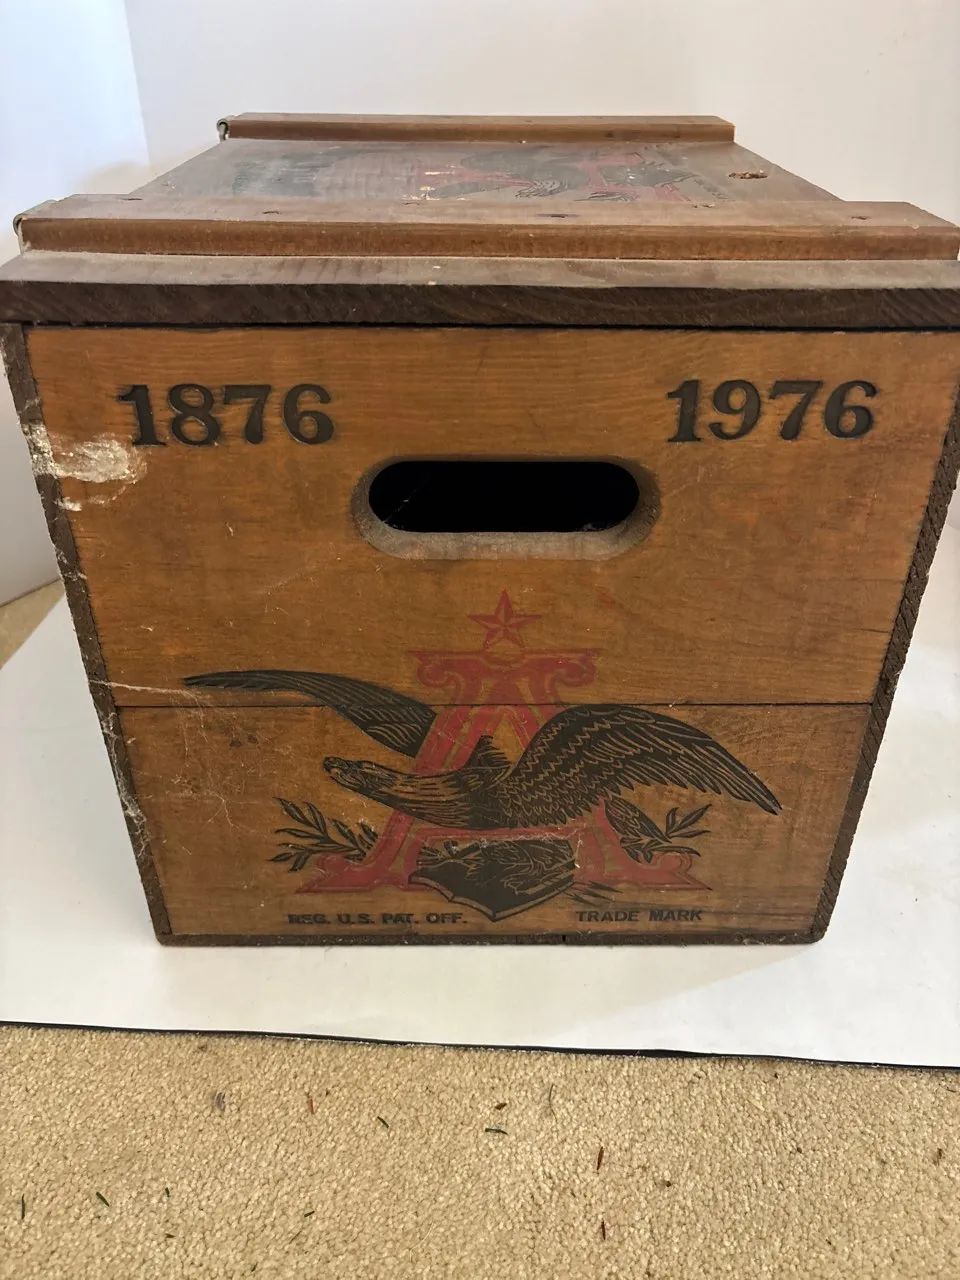 1876 1976
A
REG. U.S. PAT. OFF. TRADE MARK